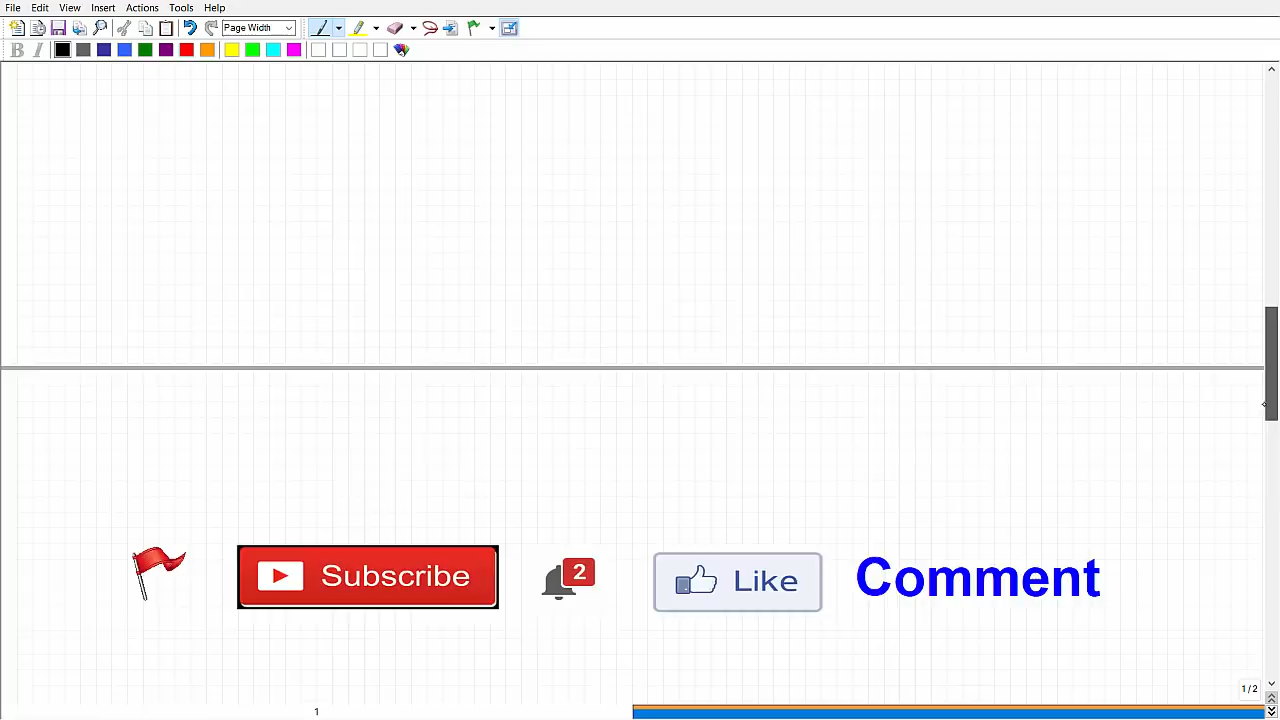 File Edit View Insert Actions Tools Help
Page Width
B I
Subscribe 2 Like Comment
1/2
1